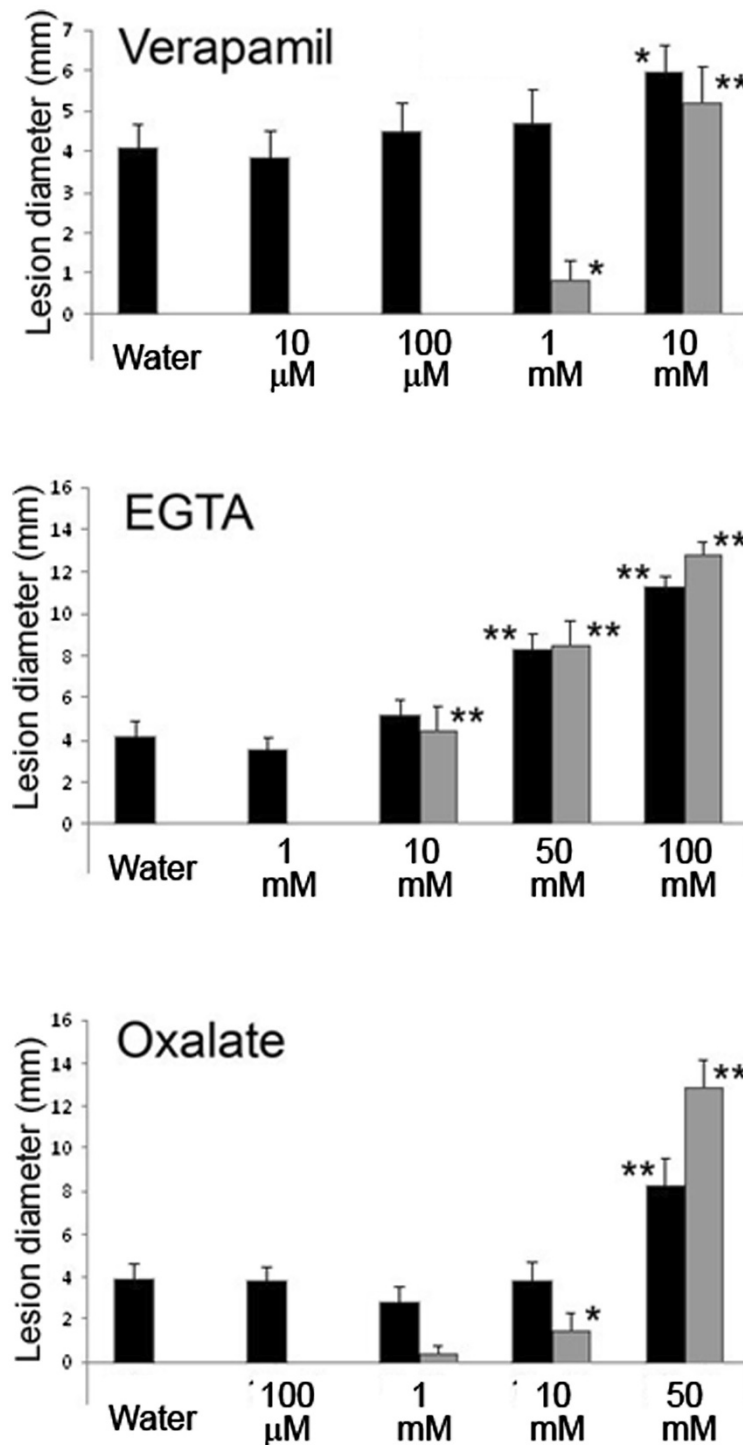 Verapamil
Lesion diameter (mm)
7
6
5
4
3
2
1
0
*
**
*
Water
10 µM
100 µM
1 mM
10 mM
EGTA
Lesion diameter (mm)
16
14
12
10
8
6
4
2
0
**
**
**
**
**
Water
1 mM
10 mM
50 mM
100 mM
Oxalate
Lesion diameter (mm)
16
14
12
10
8
6
4
2
0
**
**
*
Water
100 µM
1 mM
10 mM
50 mM